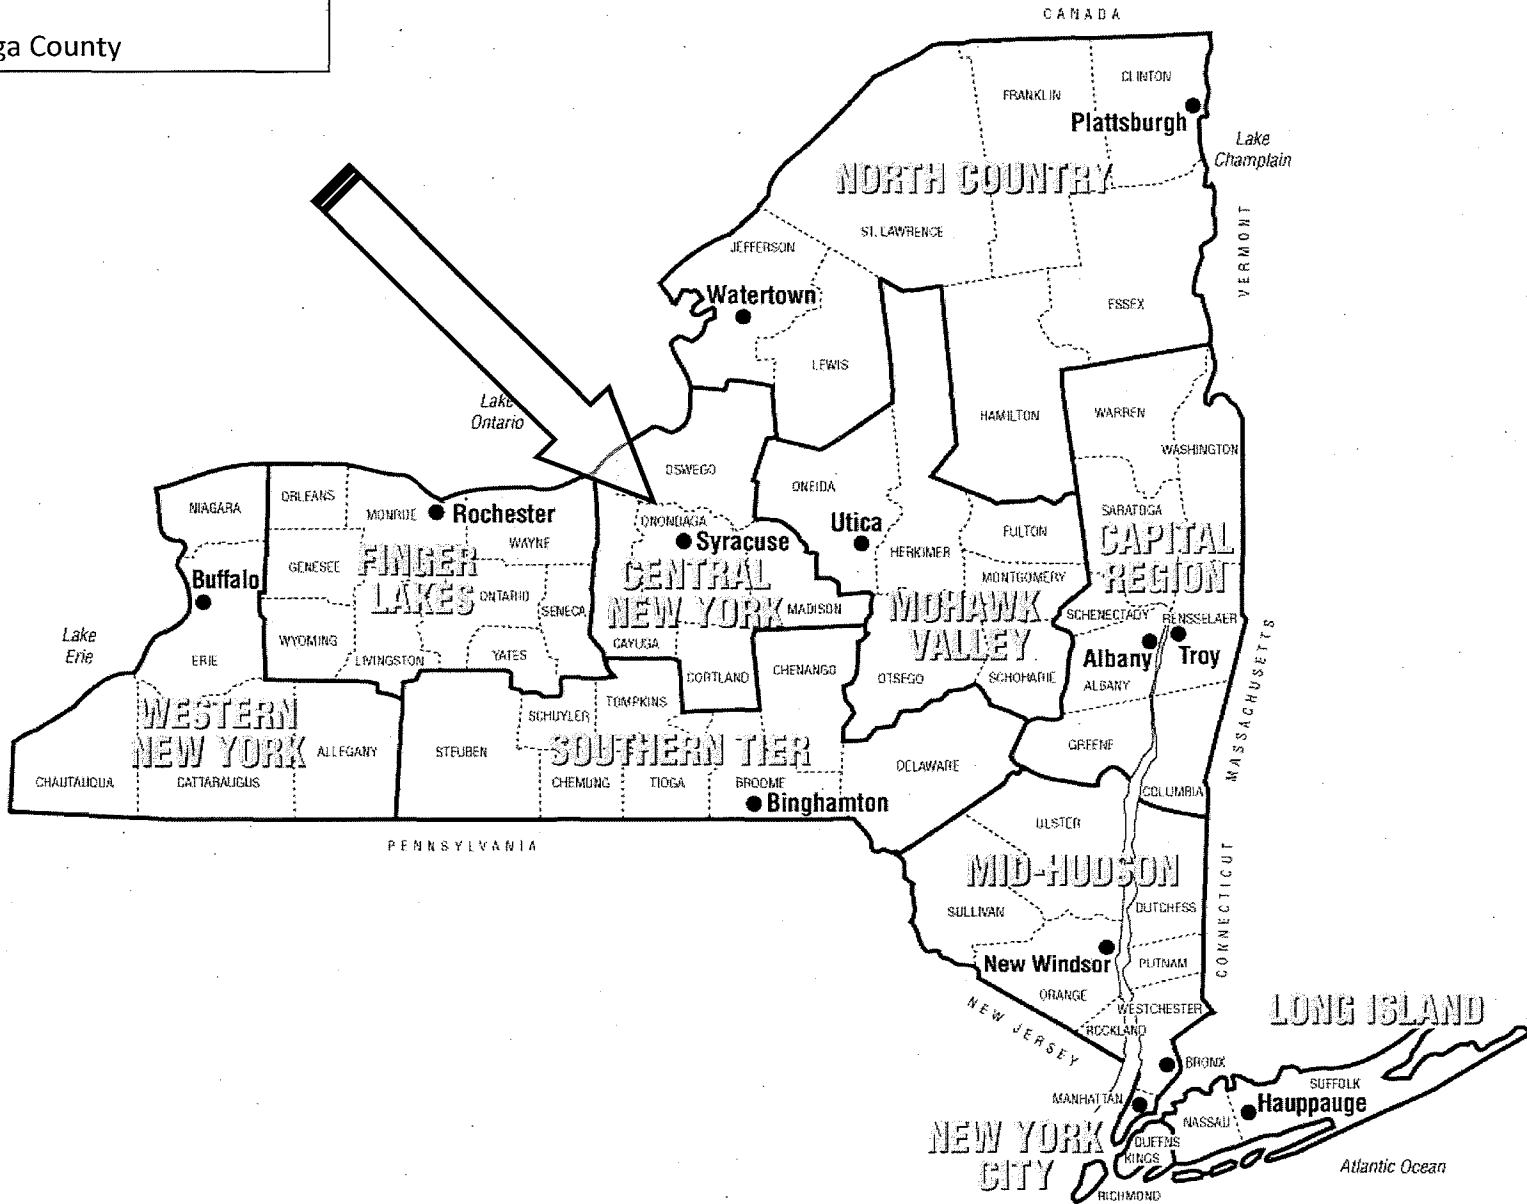 ga County
CANADA
CLINTON
FRANKLIN
Plattsburgh
Lake
Champlain
NORTH COUNTRY
VERMONT
ST. LAWRENCE
JEFFERSON
Watertown
ESSEX
LEWIS
Lake
Ontario
HAMILTON
WARREN
WASHINGTON
OSWEGO
ONEIDA
NIAGARA
ORLEANS
MONROE
Rochester
SARATOGA
ONONDAGA
Utica
FULTON
Syracuse
WAYNE
CAPITAL
REGION
HERKIMER
GENESEE
FINGER
LAKES
CENTRAL
NEW YORK
MONTGOMERY
Buffalo
ONTARIO
SENECA
MADISON
MOHAWK
VALLEY
SCHENECTADY
RENSSELAER
Lake
Erie
WYOMING
CAYUGA
Albany
Troy
MASSACHUSETTS
ERIE
LIVINGSTON
YATES
CORTLAND
CHENANGO
OTSEGO
SCHOHARIE
ALBANY
TOMPKINS
WESTERN
NEW YORK
SCHUYLER
ALLEGANY
STEUBEN
SOUTHERN TIER
GREENE
DELAWARE
CHAUTAUQUA
CATTARAUGUS
CHEMUNG
TIOGA
BROOME
COLUMBIA
Binghamton
ULSTER
PENNSYLVANIA
MID-HUDSON
CONNECTICUT
SULLIVAN
DUTCHESS
New Windsor
PUTNAM
ORANGE
WESTCHESTER
NEW JERSEY
ROCKLAND
LONG ISLAND
BRONX
SUFFOLK
MANHATTAN
Hauppauge
NASSAU
NEW YORK
CITY
QUEENS
KINGS
Atlantic Ocean
RICHMOND